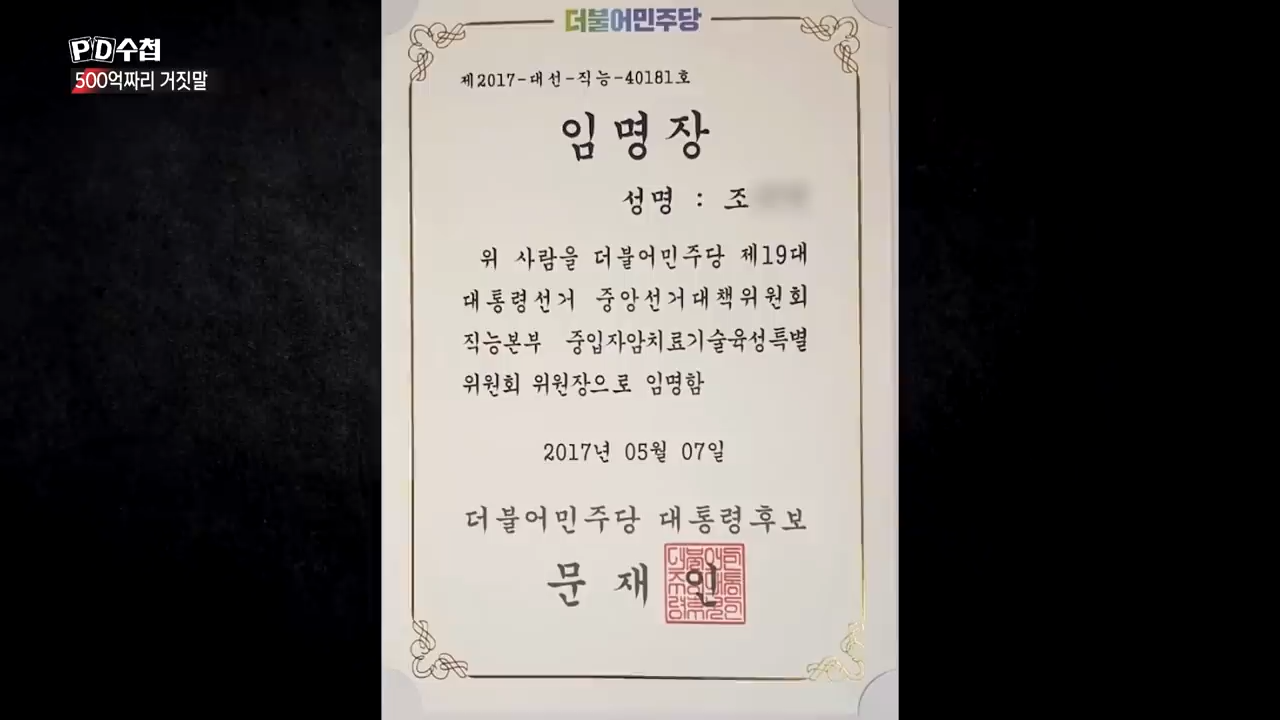 PD수첩
500억짜리 거짓말
더불어민주당
제2017-대선-직능-40181호
임명장
성명 : 조
위 사람을 더불어민주당 제19대
대통령선거 중앙선거대책위원회
직능본부 중입자암치료기술육성특별
위원회 위원장으로 임명함
2017년 05월 07일
더불어민주당 대통령후보
문재인